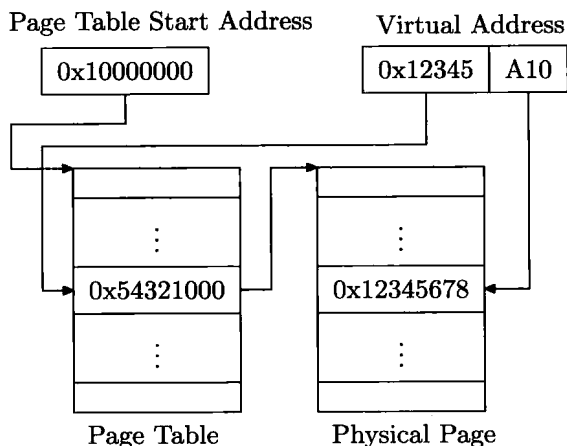 Page Table Start Address
Virtual Address
0x10000000
0x12345
A10
⋮
⋮
0x54321000
0x12345678
⋮
⋮
Page Table
Physical Page